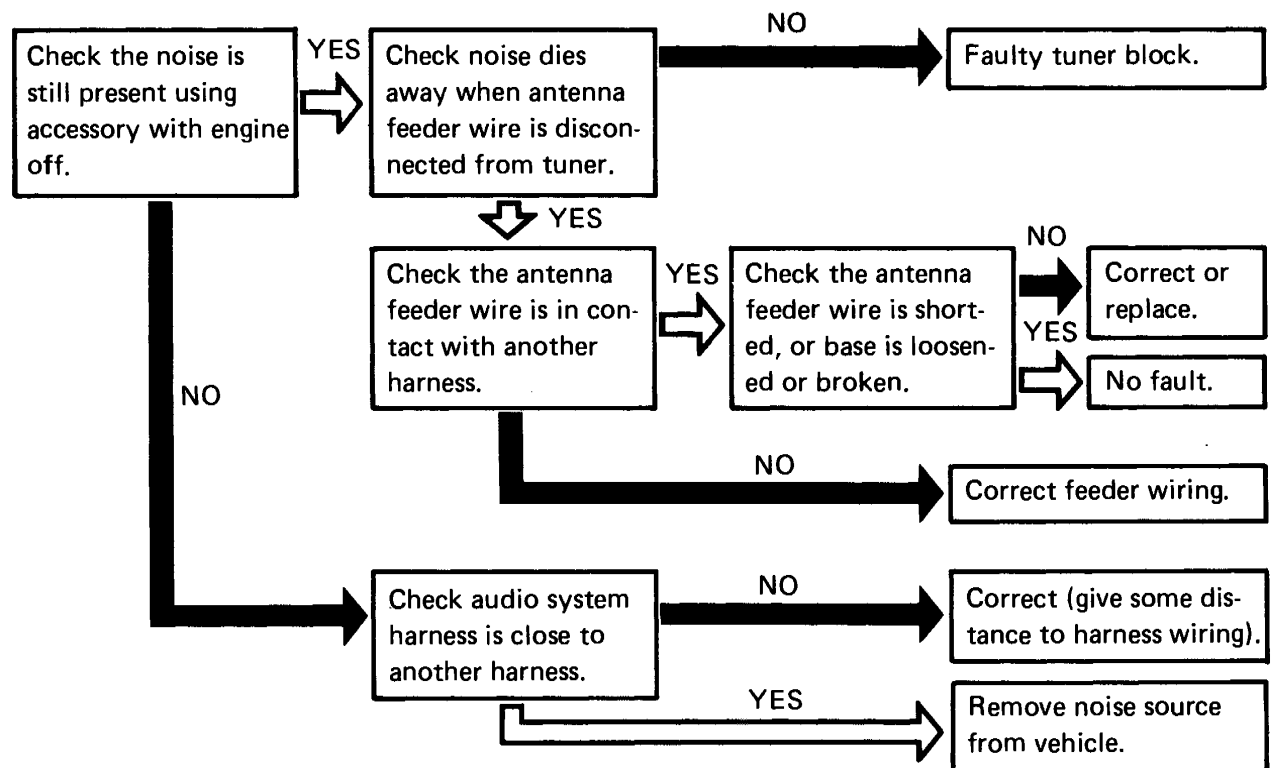 Check the noise is
still present using
accessory with engine
off.
YES
Check noise dies
away when antenna
feeder wire is discon-
nected from tuner.
NO
Faulty tuner block.
YES
Check the antenna
feeder wire is in con-
tact with another
harness.
YES
Check the antenna
feeder wire is short-
ed, or base is loosen-
ed or broken.
NO
Correct or
replace.
YES
No fault.
NO
Correct feeder wiring.
NO
Check audio system
harness is close to
another harness.
NO
Correct (give some dis-
tance to harness wiring).
YES
Remove noise source
from vehicle.